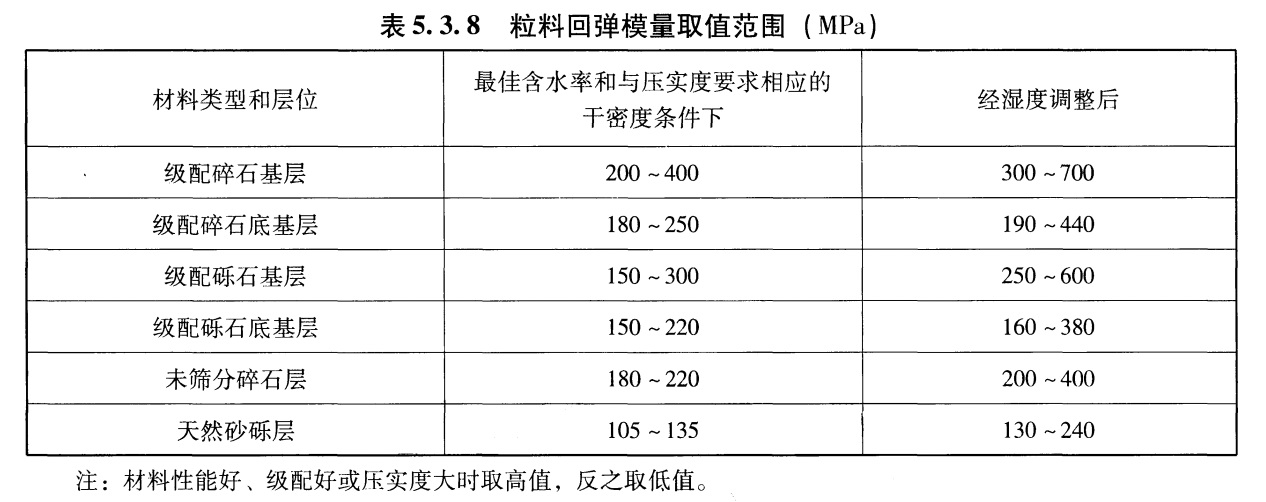 表5.3.8 粒料回弹模量取值范围 (MPa)
材料类型和层位 最佳含水率和与压实度要求相应的 经湿度调整后
干密度条件下
级配碎石基层 200~400 300~700
级配碎石底基层 180~250 190~440
级配砾石基层 150~300 250~600
级配砾石底基层 150~220 160~380
未筛分碎石层 180~220 200~400
天然砂砾层 105~135 130~240
注：材料性能好、级配好或压实度大时取高值，反之取低值。